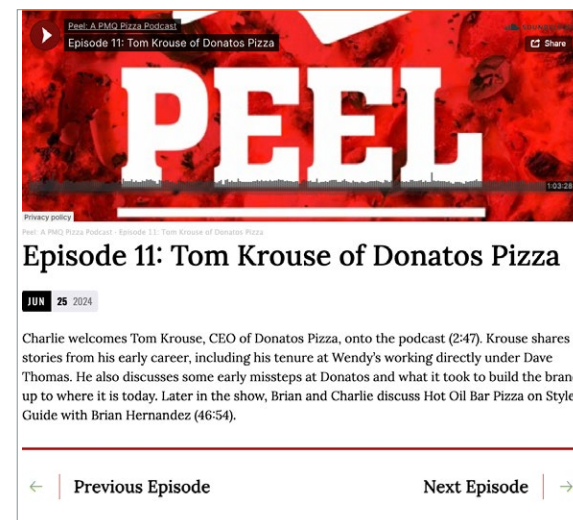 Peel: A PMQ Pizza Podcast
Episode 11: Tom Krouse of Donatos Pizza
Share
PEEL
1:03:28
Privacy policy
Peel: A PMQ Pizza Podcast · Episode 11: Tom Krouse of Donatos Pizza
Episode 11: Tom Krouse of Donatos Pizza
JUN 25 2024
Charlie welcomes Tom Krouse, CEO of Donatos Pizza, onto the podcast (2:47). Krouse shares
stories from his early career, including his tenure at Wendy’s working directly under Dave
Thomas. He also discusses some early missteps at Donatos and what it took to build the bran
up to where it is today. Later in the show, Brian and Charlie discuss Hot Oil Bar Pizza on Style
Guide with Brian Hernandez (46:54).
← Previous Episode
Next Episode →